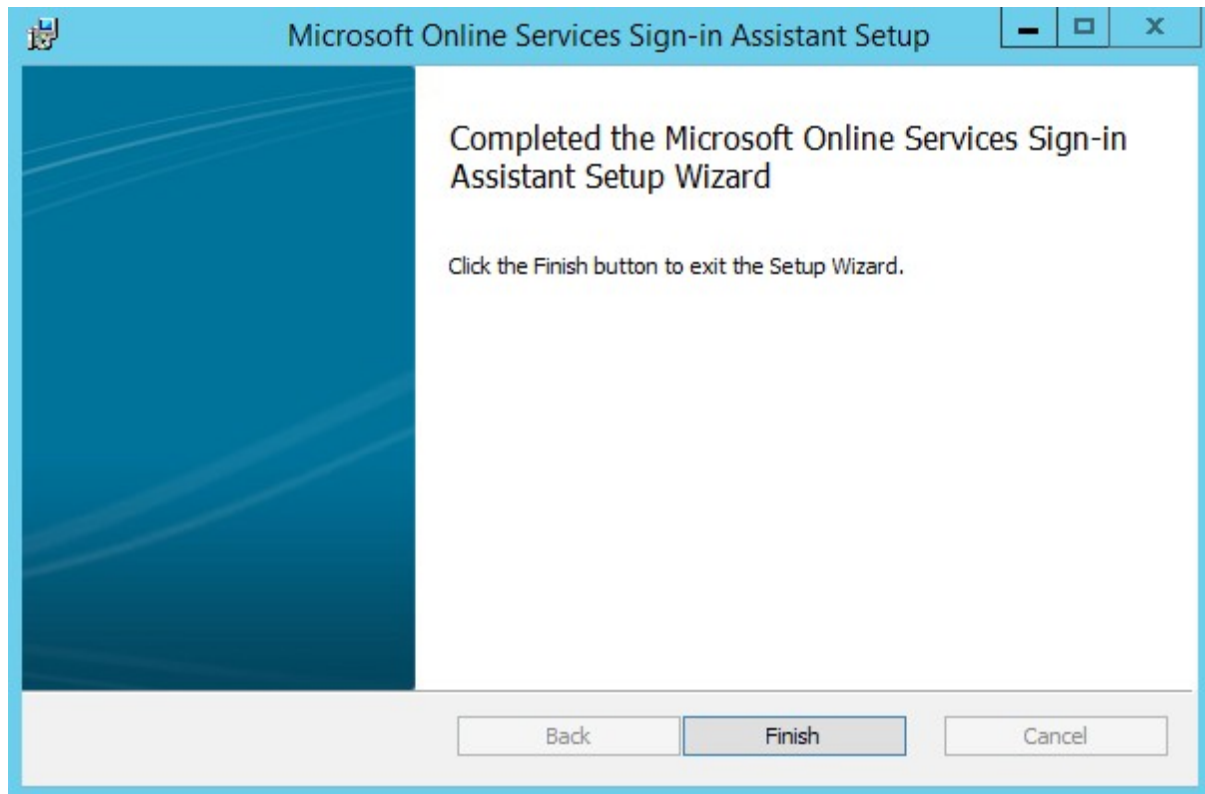 Microsoft Online Services Sign-in Assistant Setup
Completed the Microsoft Online Services Sign-in
Assistant Setup Wizard
Click the Finish button to exit the Setup Wizard.
Back Finish Cancel